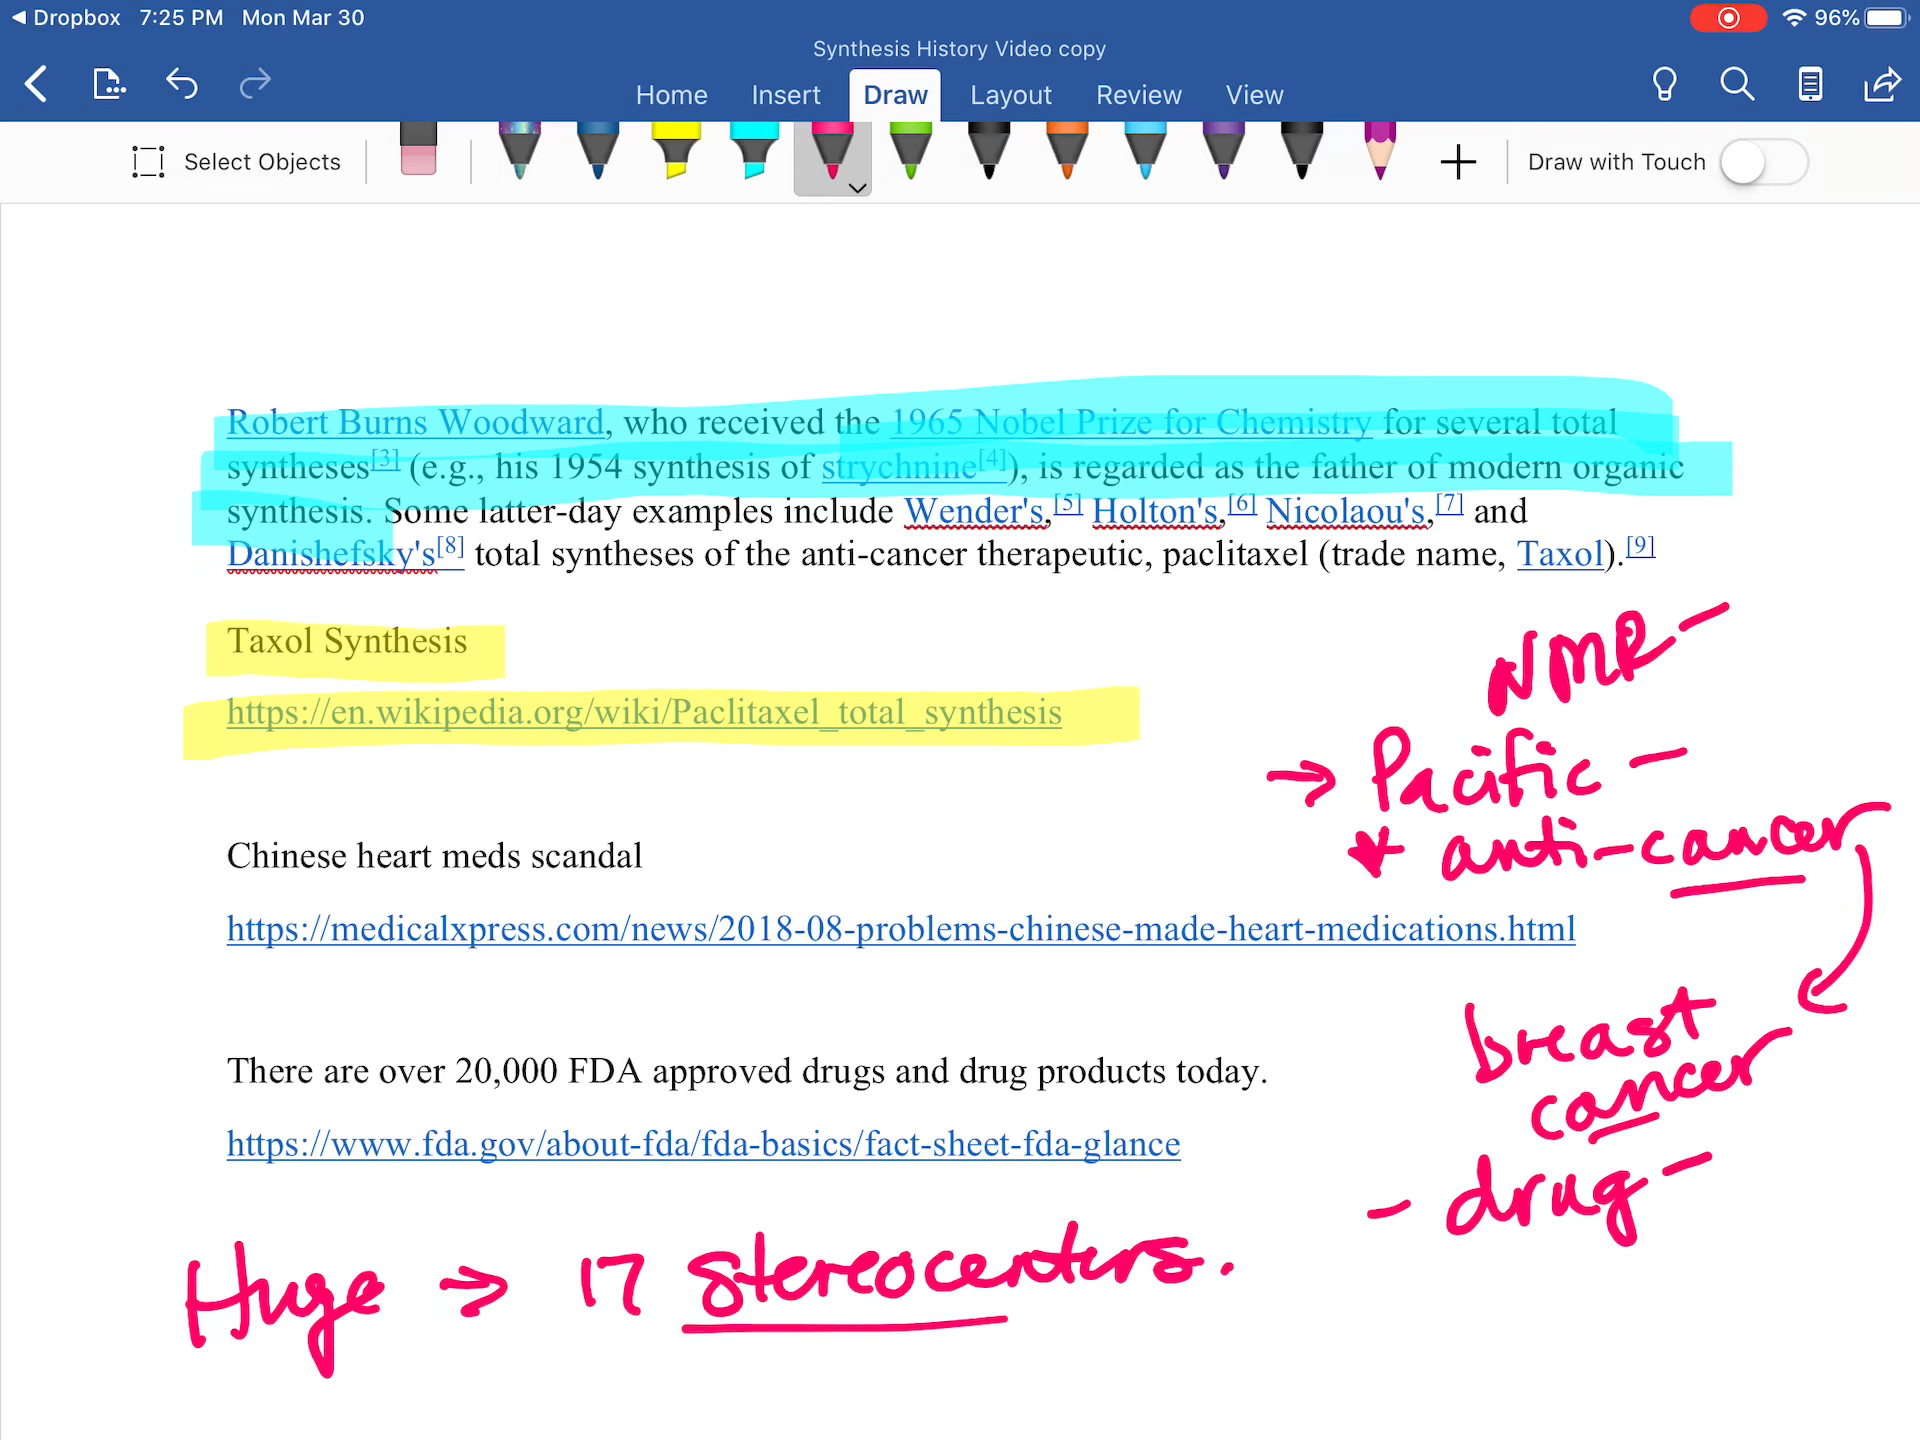 Dropbox 7:25 PM Mon Mar 30
96%
Synthesis History Video copy
Home Insert Draw Layout Review View
Select Objects
Draw with Touch
Robert Burns Woodward, who received the 1965 Nobel Prize for Chemistry for several total
syntheses[3] (e.g., his 1954 synthesis of strychnine[4]), is regarded as the father of modern organic
synthesis. Some latter-day examples include Wender's,[5] Holton's,[6] Nicolaou's,[7] and
Danishefsky's[8] total syntheses of the anti-cancer therapeutic, paclitaxel (trade name, Taxol).[9]
Taxol Synthesis
https://en.wikipedia.org/wiki/Paclitaxel_total_synthesis
NMR -
→ Pacific -
* anti-cancer
Chinese heart meds scandal
https://medicalxpress.com/news/2018-08-problems-chinese-made-heart-medications.html
breast
cancer
There are over 20,000 FDA approved drugs and drug products today.
https://www.fda.gov/about-fda/fda-basics/fact-sheet-fda-glance
- drug -
Huge → 17 stereocenters.